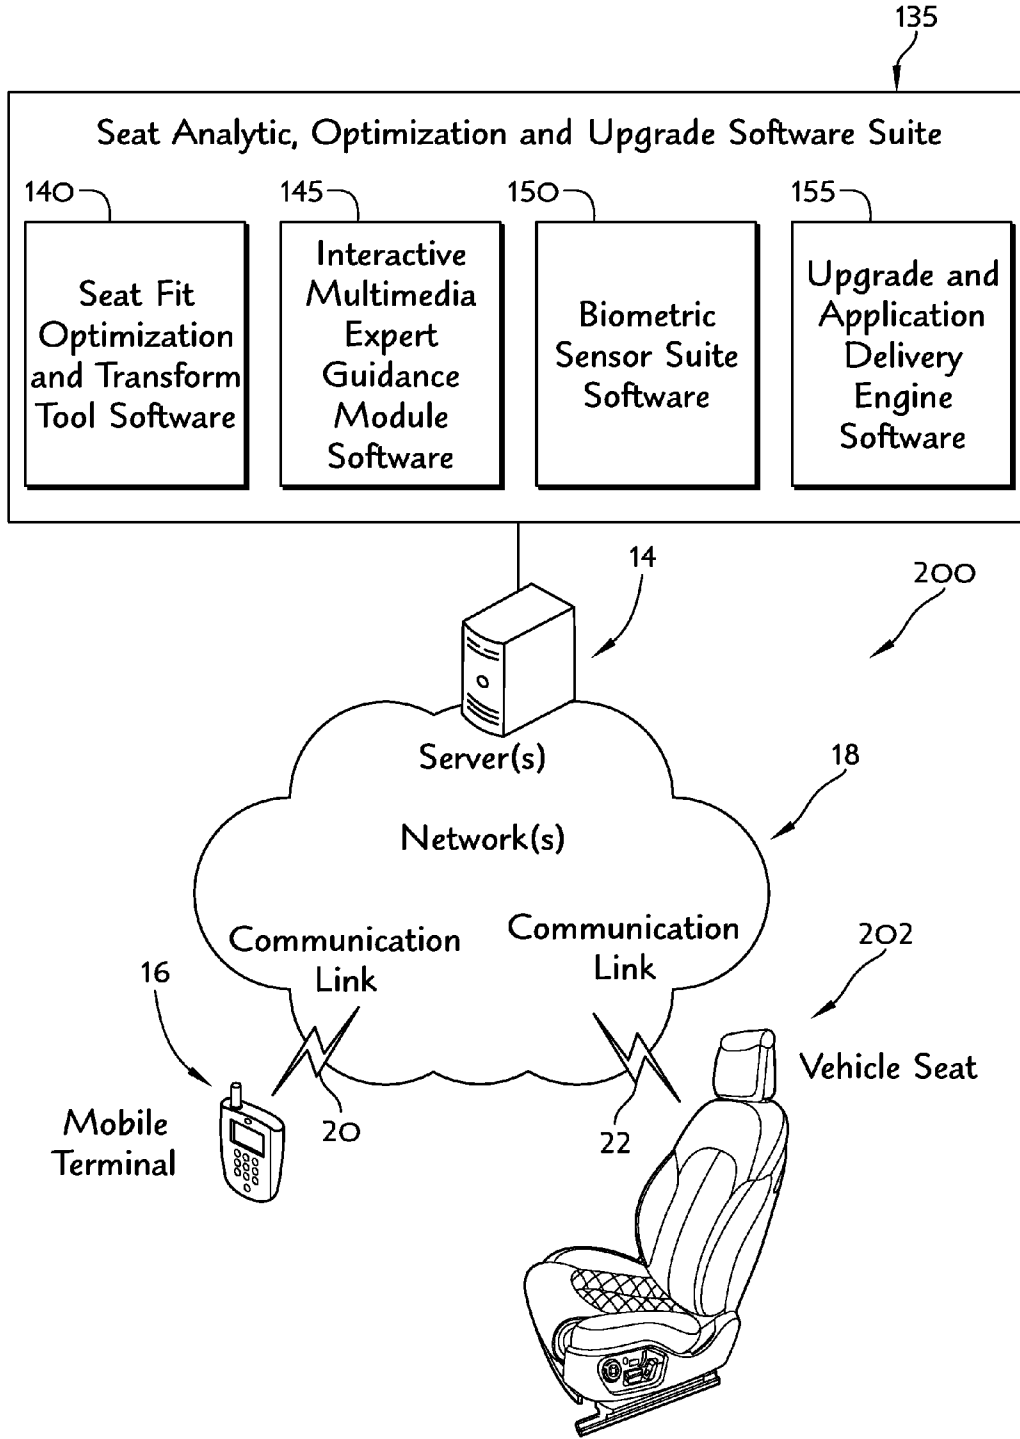 135
Seat Analytic, Optimization and Upgrade Software Suite
140
145
150
155
Seat Fit
Optimization
and Transform
Tool Software
Interactive
Multimedia
Expert
Guidance
Module
Software
Biometric
Sensor Suite
Software
Upgrade and
Application
Delivery
Engine
Software
14
200
Server(s)
18
Network(s)
Communication
Link
Communication
Link
202
16
Vehicle Seat
Mobile
Terminal
20
22